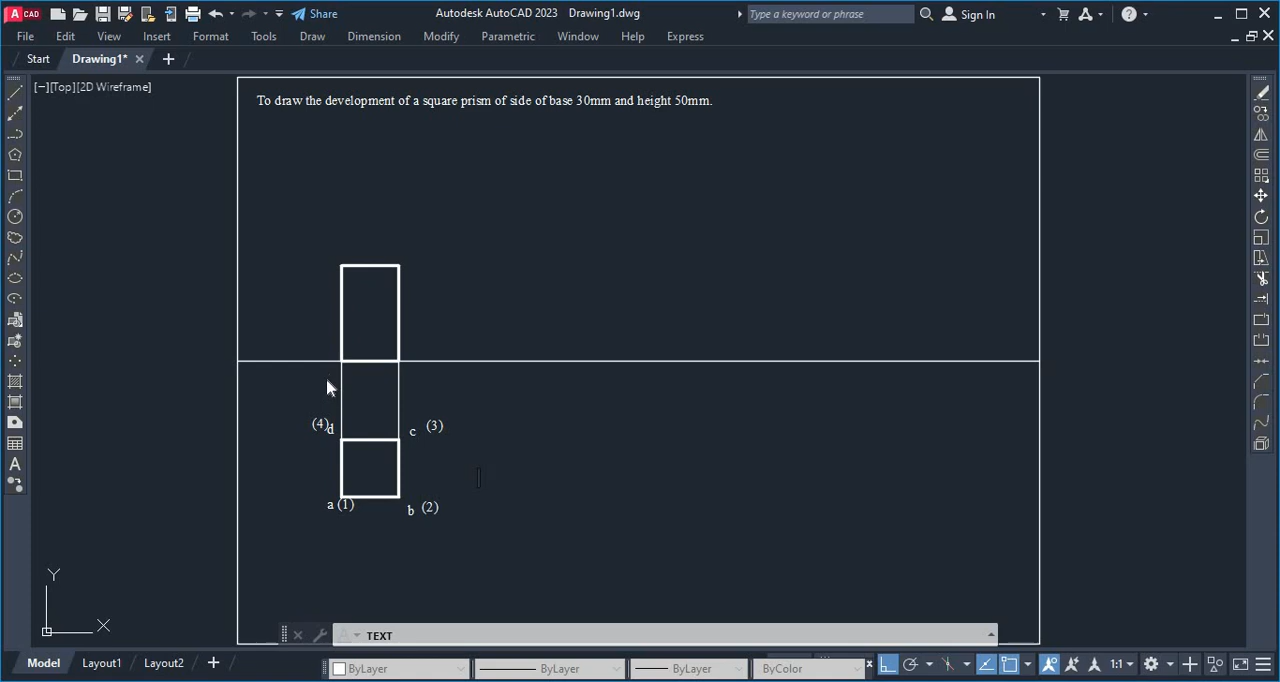 CAD
Share
Autodesk AutoCAD 2023 Drawing1.dwg
Type a keyword or phrase
Sign In
File Edit View Insert Format Tools Draw Dimension Modify Parametric Window Help Express
Start Drawing1* +
[−][Top][2D Wireframe]
To draw the development of a square prism of side of base 30mm and height 50mm.
(4) d c (3)
a (1) b (2)
Y
X
TEXT
Model Layout1 Layout2 +
ByLayer ByLayer ByLayer ByColor
1:1